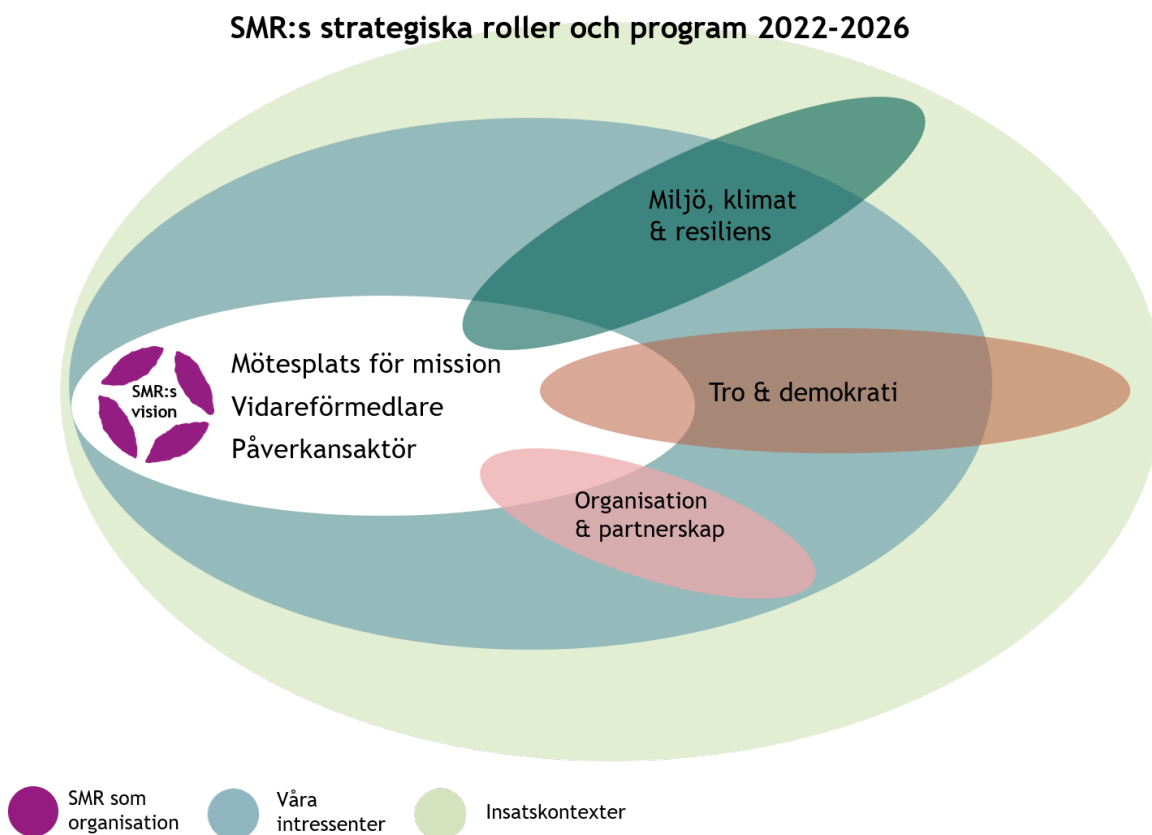 SMR:s strategiska roller och program 2022-2026
Miljö, klimat
& resiliens
Mötesplats för mission
Vidareförmedlare
Påverkansaktör
SMR:s
vision
Tro & demokrati
Organisation
& partnerskap
SMR som
organisation
Våra
intressenter
Insatskontexter